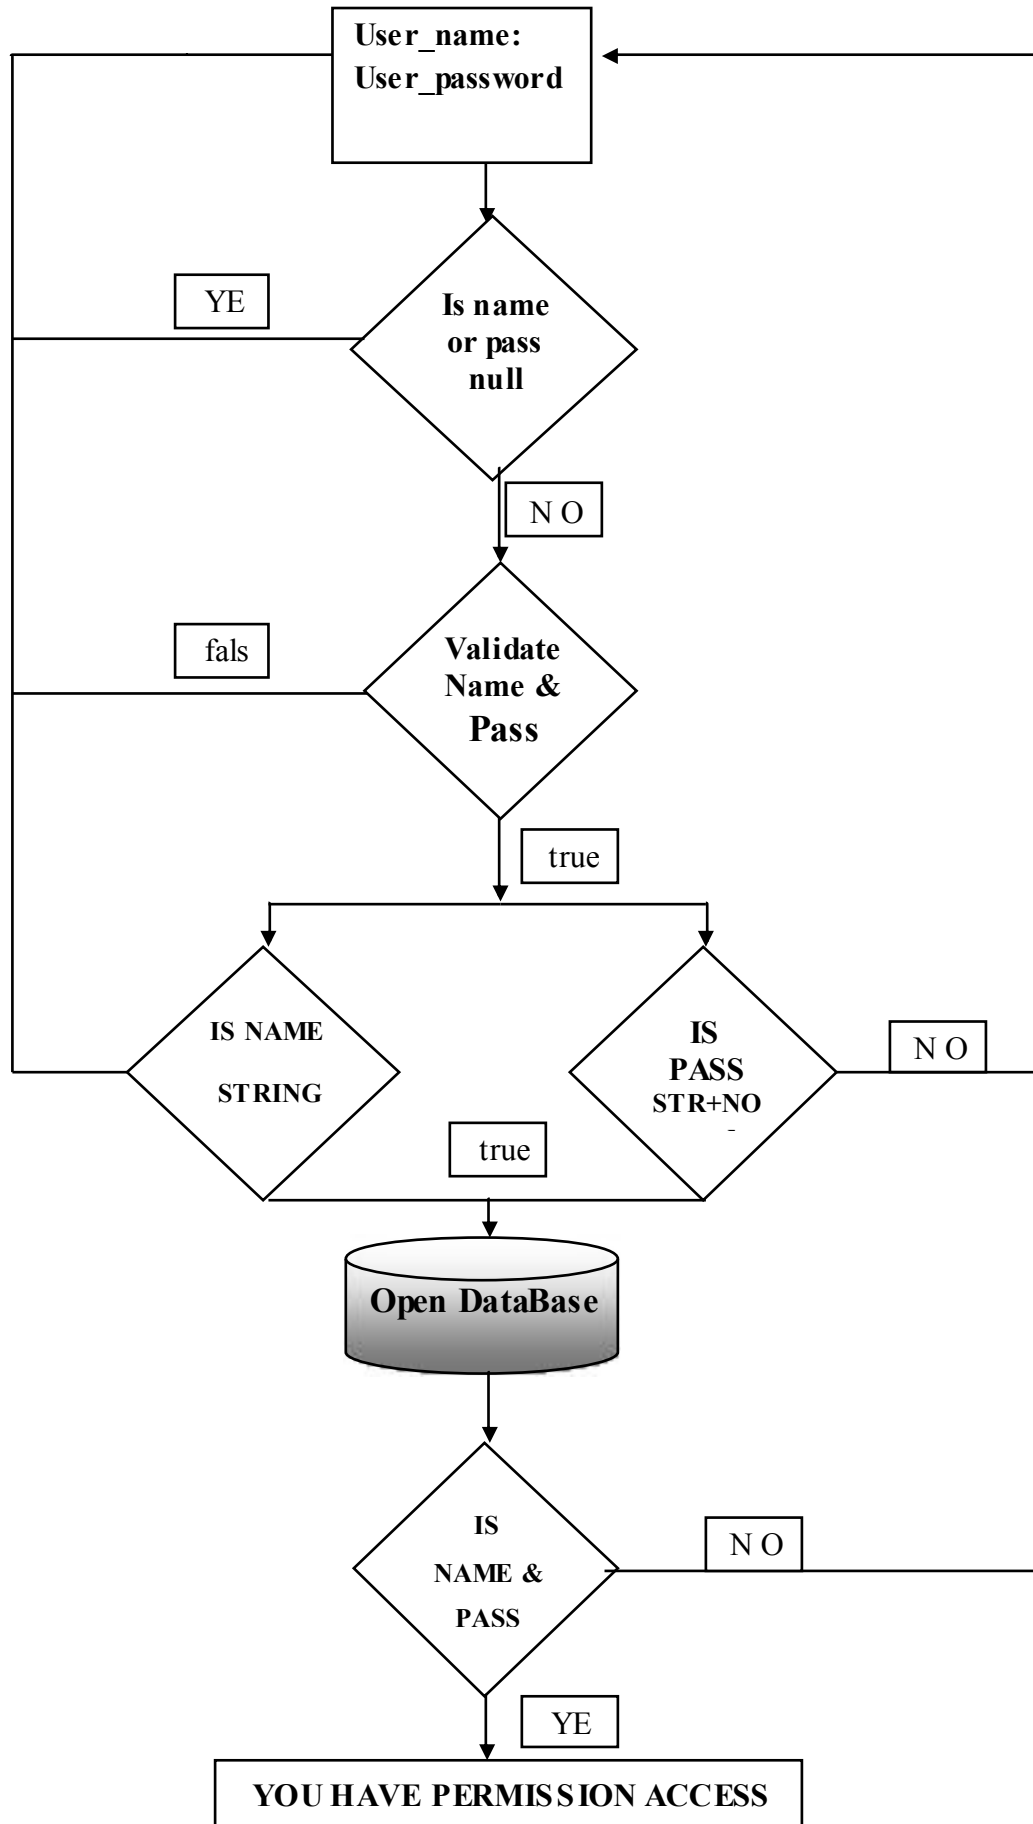 User_name:
User_password
YE
Is name
or pass
null
N O
fals
Validate
Name &
Pass
true
IS NAME
STRING
IS
PASS
STR+NO
N O
true
Open DataBase
IS
NAME &
PASS
N O
YE
YOU HAVE PERMISSION ACCESS